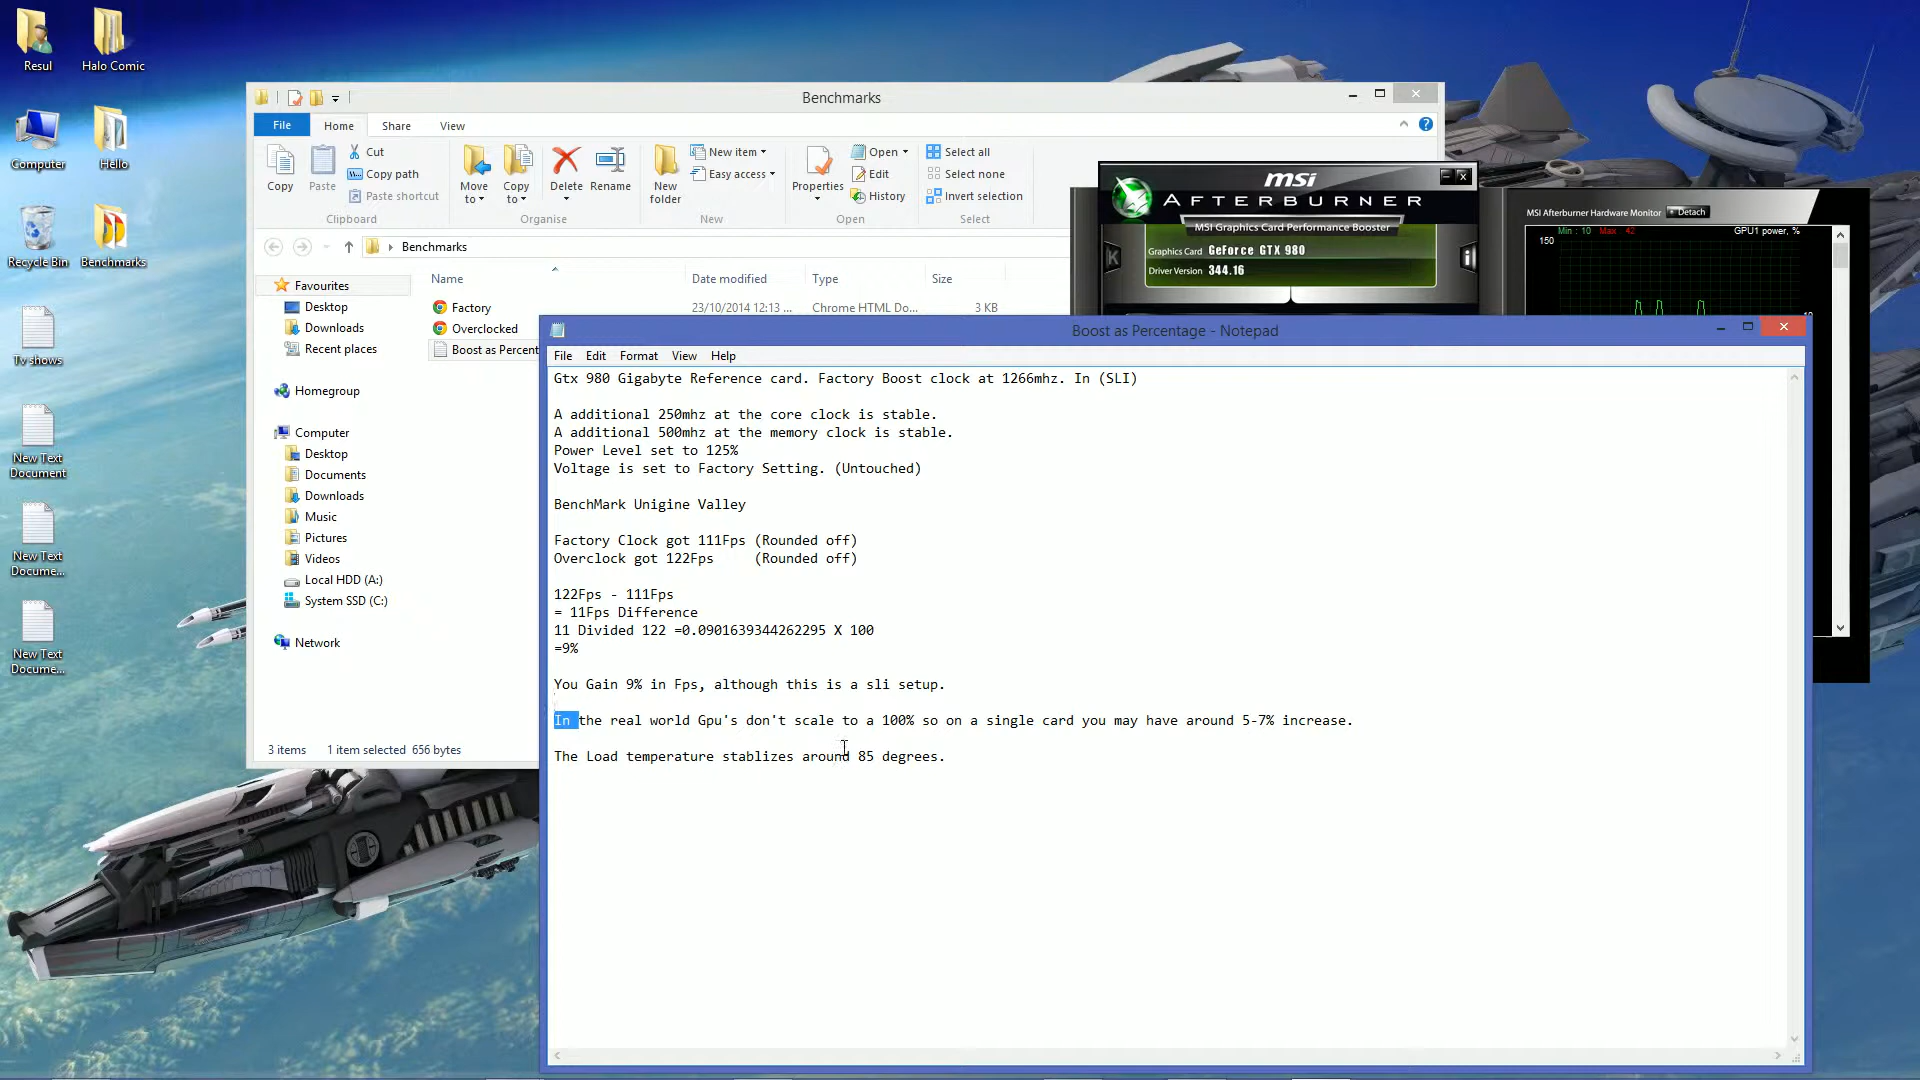 Resul
Halo Comic
Computer
Hello
Recycle Bin
Benchmarks
Tv shows
New Text
Document
New Text
Docume...
New Text
Docume...
Benchmarks
File
Home
Share
View
Copy
Paste
Cut
Copy path
Paste shortcut
Clipboard
Move
to
Copy
to
Delete
Rename
Organise
New
folder
New item
Easy access
New
Properties
Open
Edit
History
Open
Select all
Select none
Invert selection
Select
Benchmarks
Favourites
Desktop
Downloads
Recent places
Homegroup
Computer
Desktop
Documents
Downloads
Music
Pictures
Videos
Local HDD (A:)
System SSD (C:)
Network
Name
Date modified
Type
Size
Factory
23/10/2014 12:13 ...
Chrome HTML Do...
3 KB
Overclocked
Boost as Percent
3 items
1 item selected 656 bytes
msi
AFTERBURNER
MSI Graphics Card Performance Booster
Graphics Card GeForce GTX 980
Driver Version 344.16
K
i
MSI Afterburner Hardware Monitor
Detach
Min : 10 Max : 42
GPU1 power, %
150
Boost as Percentage - Notepad
File Edit Format View Help
Gtx 980 Gigabyte Reference card. Factory Boost clock at 1266mhz. In (SLI)
A additional 250mhz at the core clock is stable.
A additional 500mhz at the memory clock is stable.
Power Level set to 125%
Voltage is set to Factory Setting. (Untouched)
BenchMark Unigine Valley
Factory Clock got 111Fps (Rounded off)
Overclock got 122Fps (Rounded off)
122Fps - 111Fps
= 11Fps Difference
11 Divided 122 =0.0901639344262295 X 100
=9%
You Gain 9% in Fps, although this is a sli setup.
In the real world Gpu's don't scale to a 100% so on a single card you may have around 5-7% increase.
The Load temperature stablizes around 85 degrees.